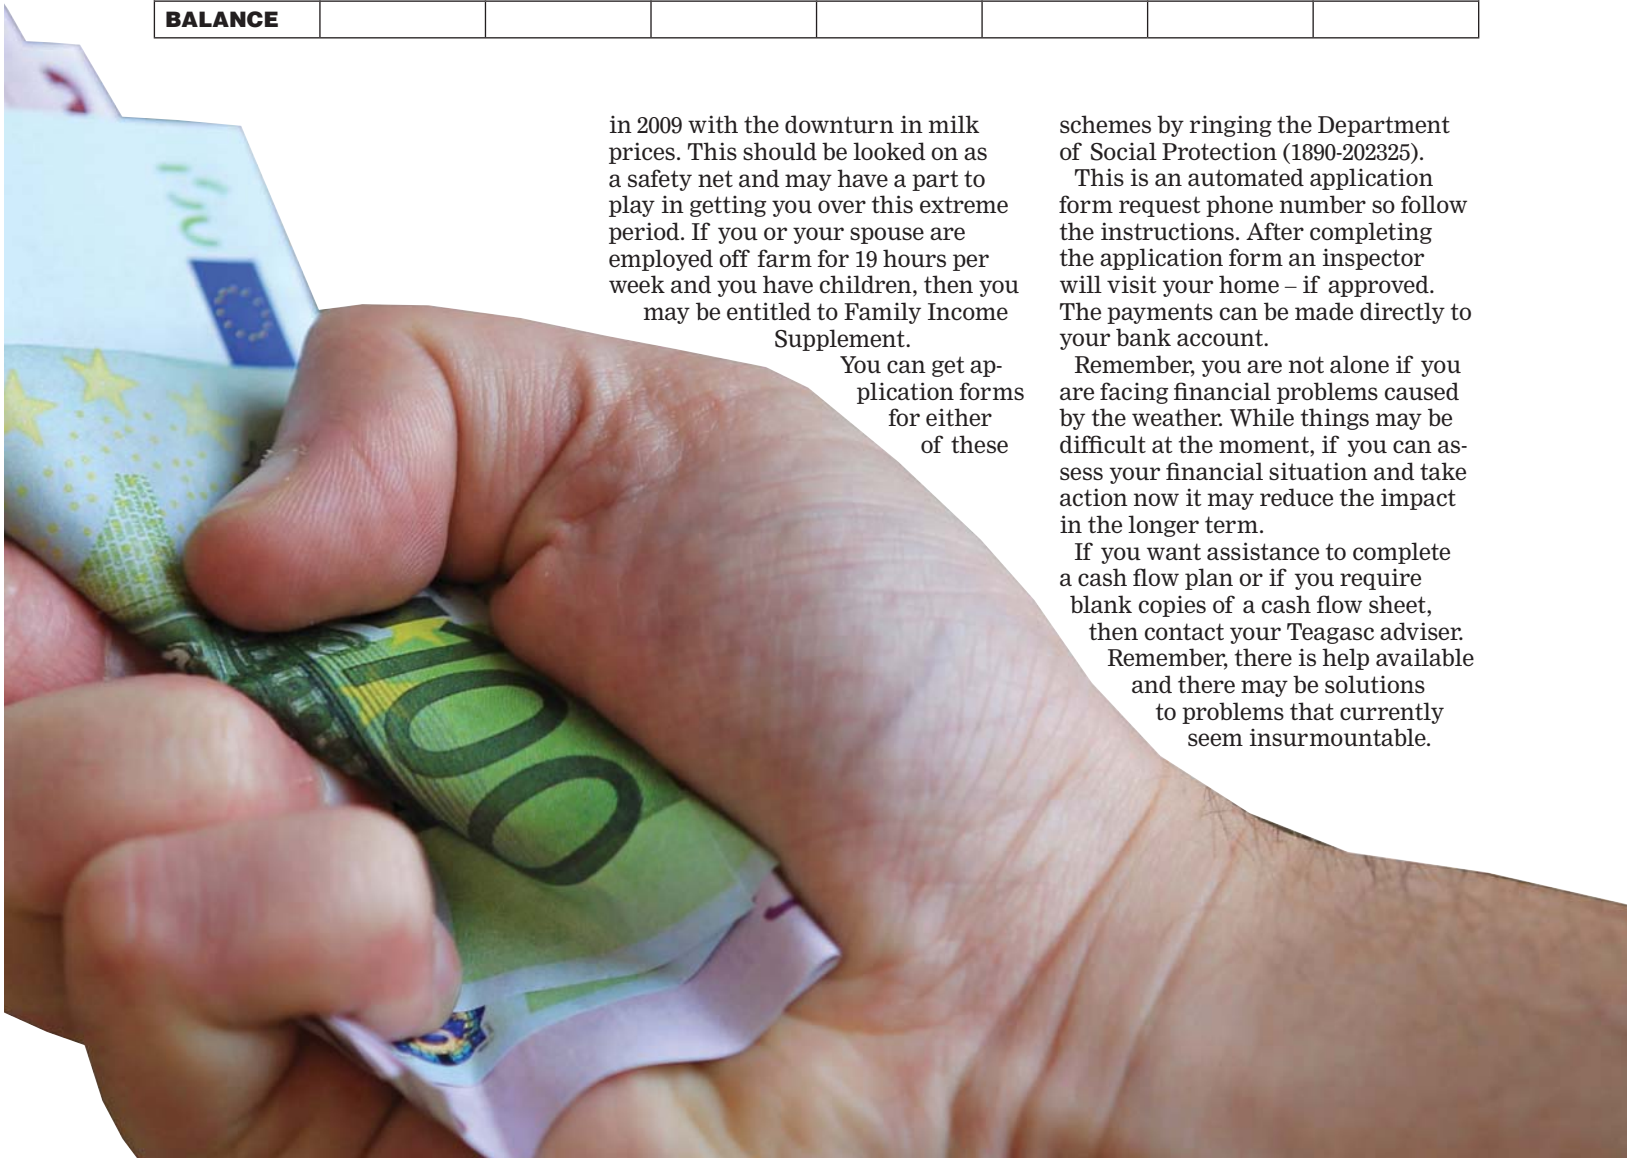 BALANCE
in 2009 with the downturn in milk
prices. This should be looked on as
a safety net and may have a part to
play in getting you over this extreme
period. If you or your spouse are
employed off farm for 19 hours per
week and you have children, then you
may be entitled to Family Income
Supplement.
You can get ap-
plication forms
for either
of these
schemes by ringing the Department
of Social Protection (1890-202325).
This is an automated application
form request phone number so follow
the instructions. After completing
the application form an inspector
will visit your home – if approved.
The payments can be made directly to
your bank account.
Remember, you are not alone if you
are facing financial problems caused
by the weather. While things may be
difficult at the moment, if you can as-
sess your financial situation and take
action now it may reduce the impact
in the longer term.
If you want assistance to complete
a cash flow plan or if you require
blank copies of a cash flow sheet,
then contact your Teagasc adviser.
Remember, there is help available
and there may be solutions
to problems that currently
seem insurmountable.
100